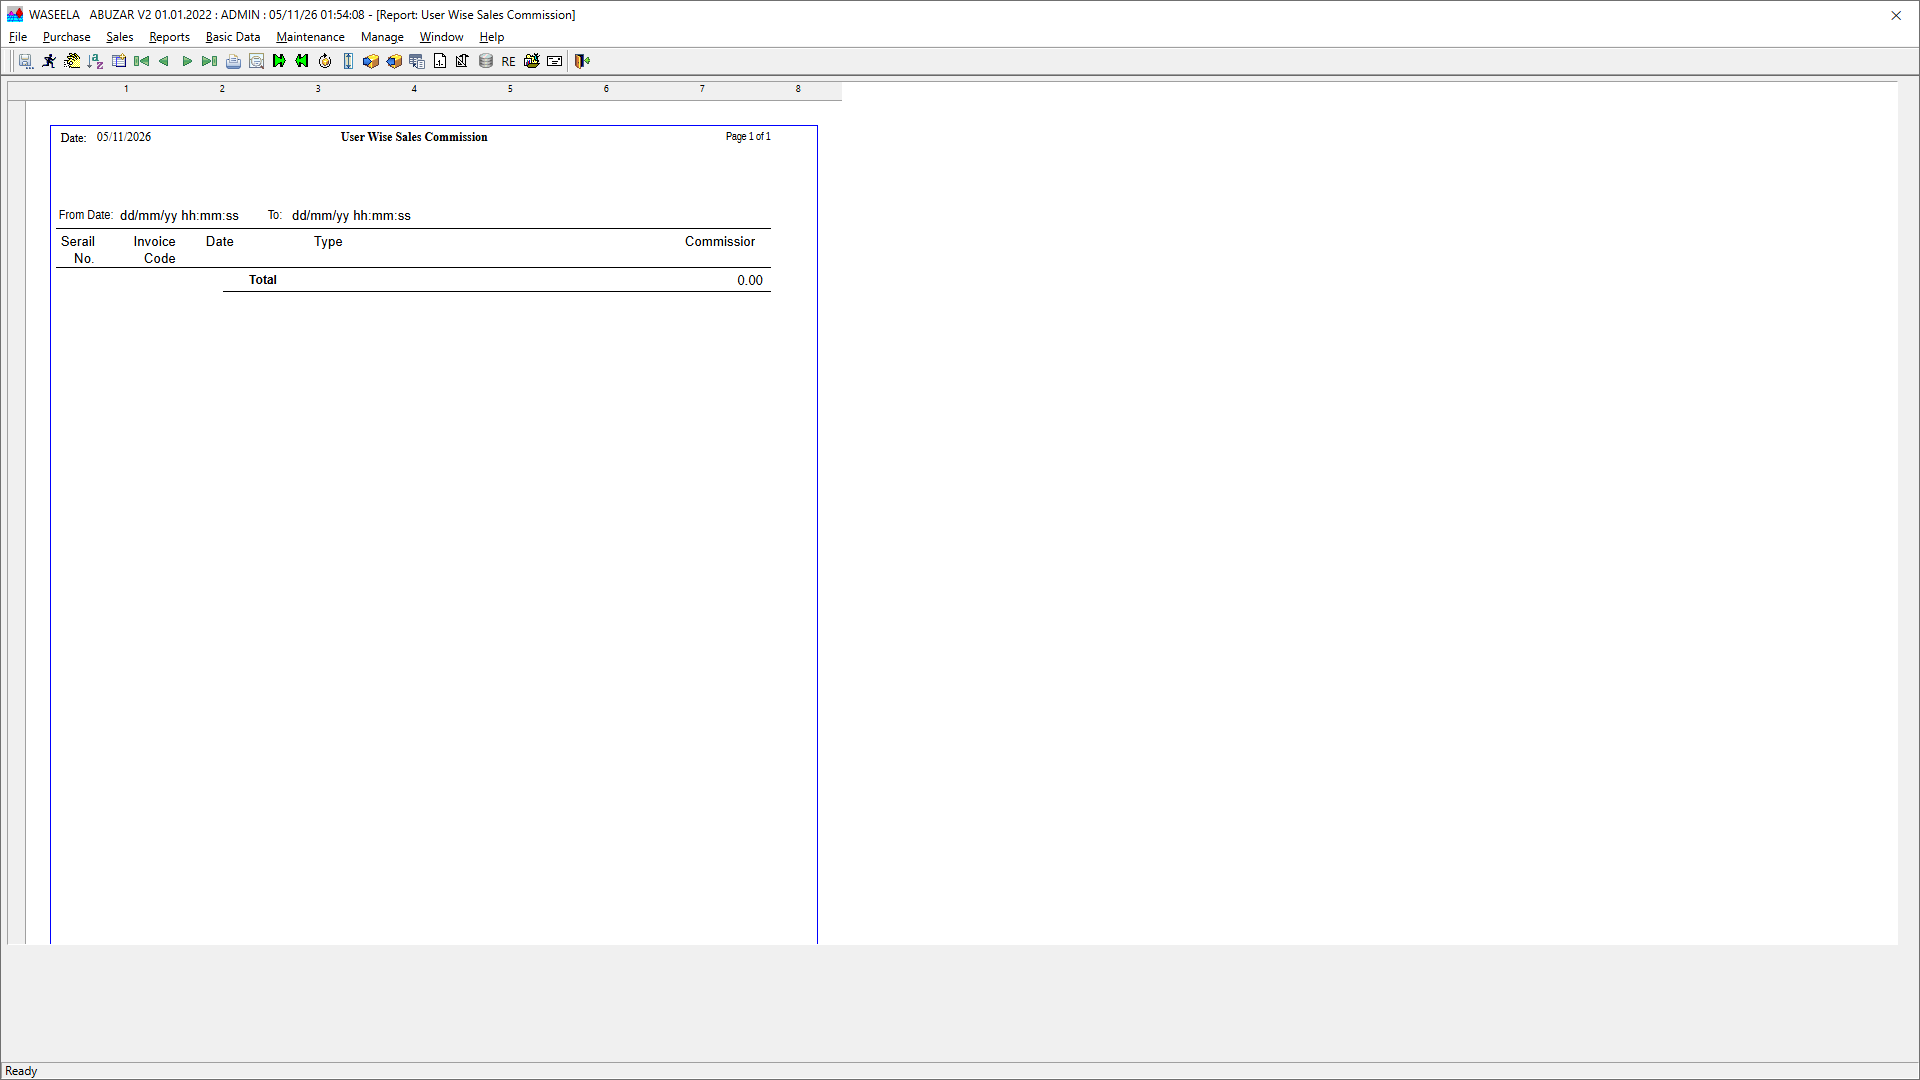 WASEELA ABUZAR V2 01.01.2022 : ADMIN : 05/11/26 01:54:08 - [Report: User Wise Sales Commission]
File Purchase Sales Reports Basic Data Maintenance Manage Window Help
RE
1 2 3 4 5 6 7 8
Date: 05/11/2026 User Wise Sales Commission Page 1 of 1
From Date: dd/mm/yy hh:mm:ss To: dd/mm/yy hh:mm:ss
Serail Invoice Date Type Commissior
No. Code
Total 0.00
Ready